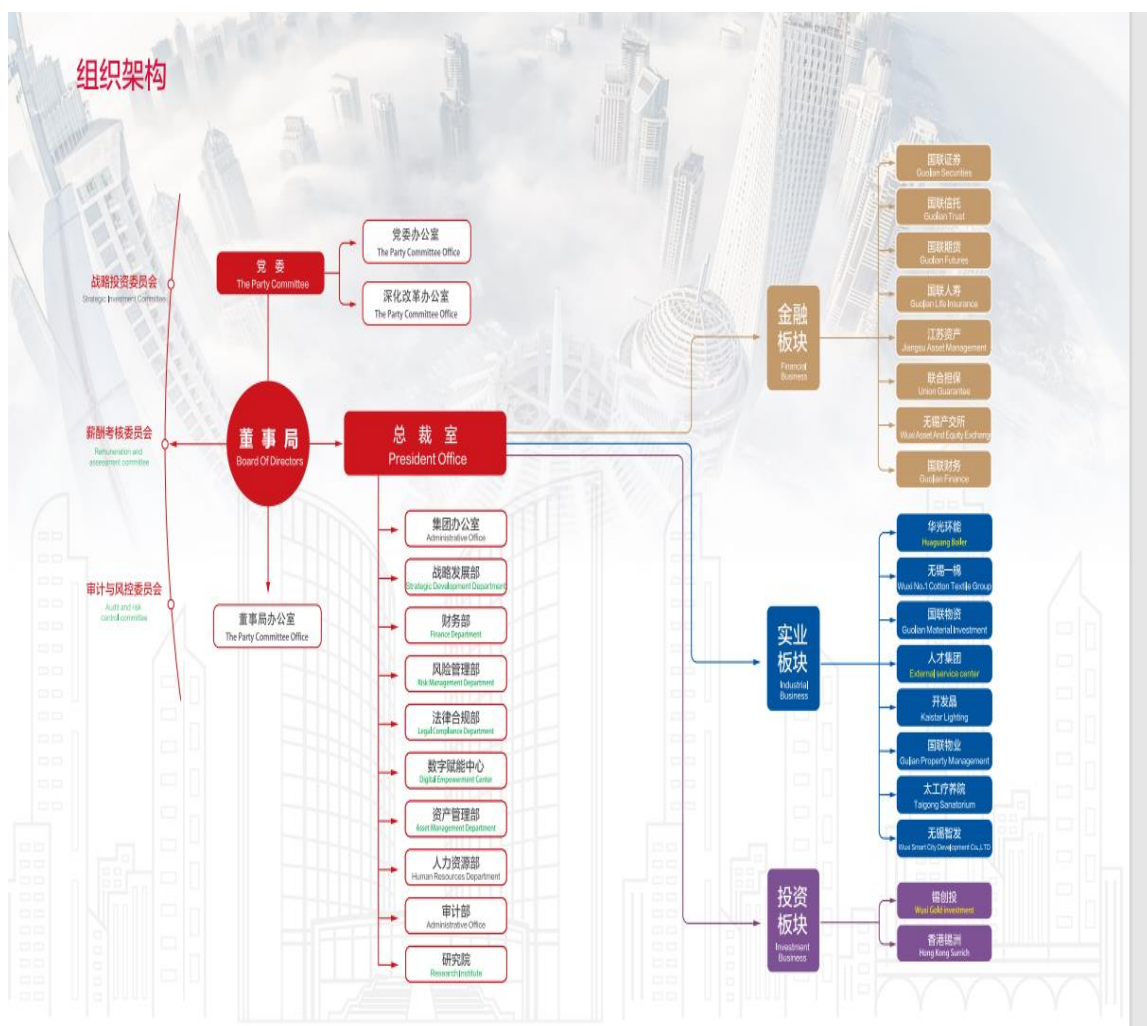 组织架构
战略投资委员会
Strategic Investment Committee
薪酬考核委员会
Remuneration and
assessment committee
审计与风控委员会
Audit and risk
control committee
党 委
The Party Committee
党委办公室
The Party Committee Office
深化改革办公室
The Party Committee Office
董 事 局
Board Of Directors
董事局办公室
The Party Committee Office
总 裁 室
President Office
集团办公室
Administrative Office
战略发展部
Strategic Development Department
财务部
Finance Department
风险管理部
Risk Management Department
法律合规部
Legal Compliance Department
数字赋能中心
Digital Empowerment Center
资产管理部
Asset Management Department
人力资源部
Human Resources Department
审计部
Administrative Office
研究院
Research Institute
金融
板块
Financial
Business
国联证券
Guolian Securities
国联信托
Guolian Trust
国联期货
Guolian Futures
国联人寿
Guolian Life Insurance
江苏资产
Jiangsu Asset Management
联合担保
Union Guarantee
无锡产交所
Wuxi Asset And Equity Exchang
国联财务
Guolian Finance
实业
板块
Industrial
Business
华光环能
Huaguang Boiler
无锡一棉
Wuxi No.1 Cotton Textile Group
国联物资
Guolian Material Investment
人才集团
External service center
开发晶
Kaistar Lighting
国联物业
Gulian Property Management
太工疗养院
Taigong Sanatorium
无锡智发
Wuxi Smart City Development Co.,LTD
投资
板块
Investment
Business
锡创投
Wuxi Gold investment
香港锡洲
Hong Kong Sunrich